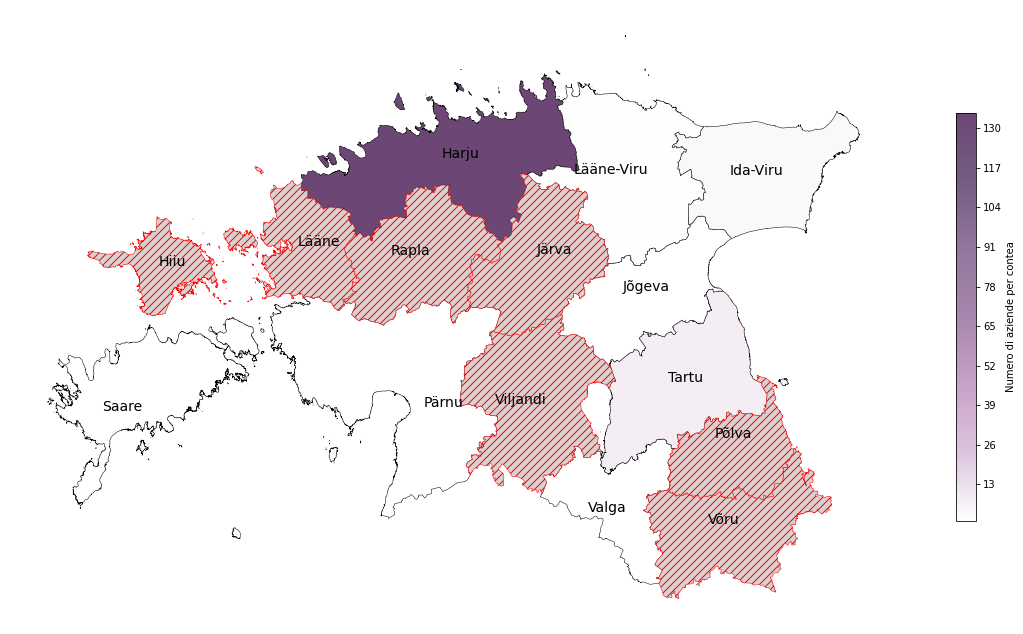 Harju
Lääne-Viru
Ida-Viru
Lääne
Rapla
Järva
Hiiu
Jõgeva
Tartu
Saare
Pärnu
Viljandi
Põlva
Valga
Võru
130
117
104
91
78
65
52
39
26
13
Numero di aziende per contea